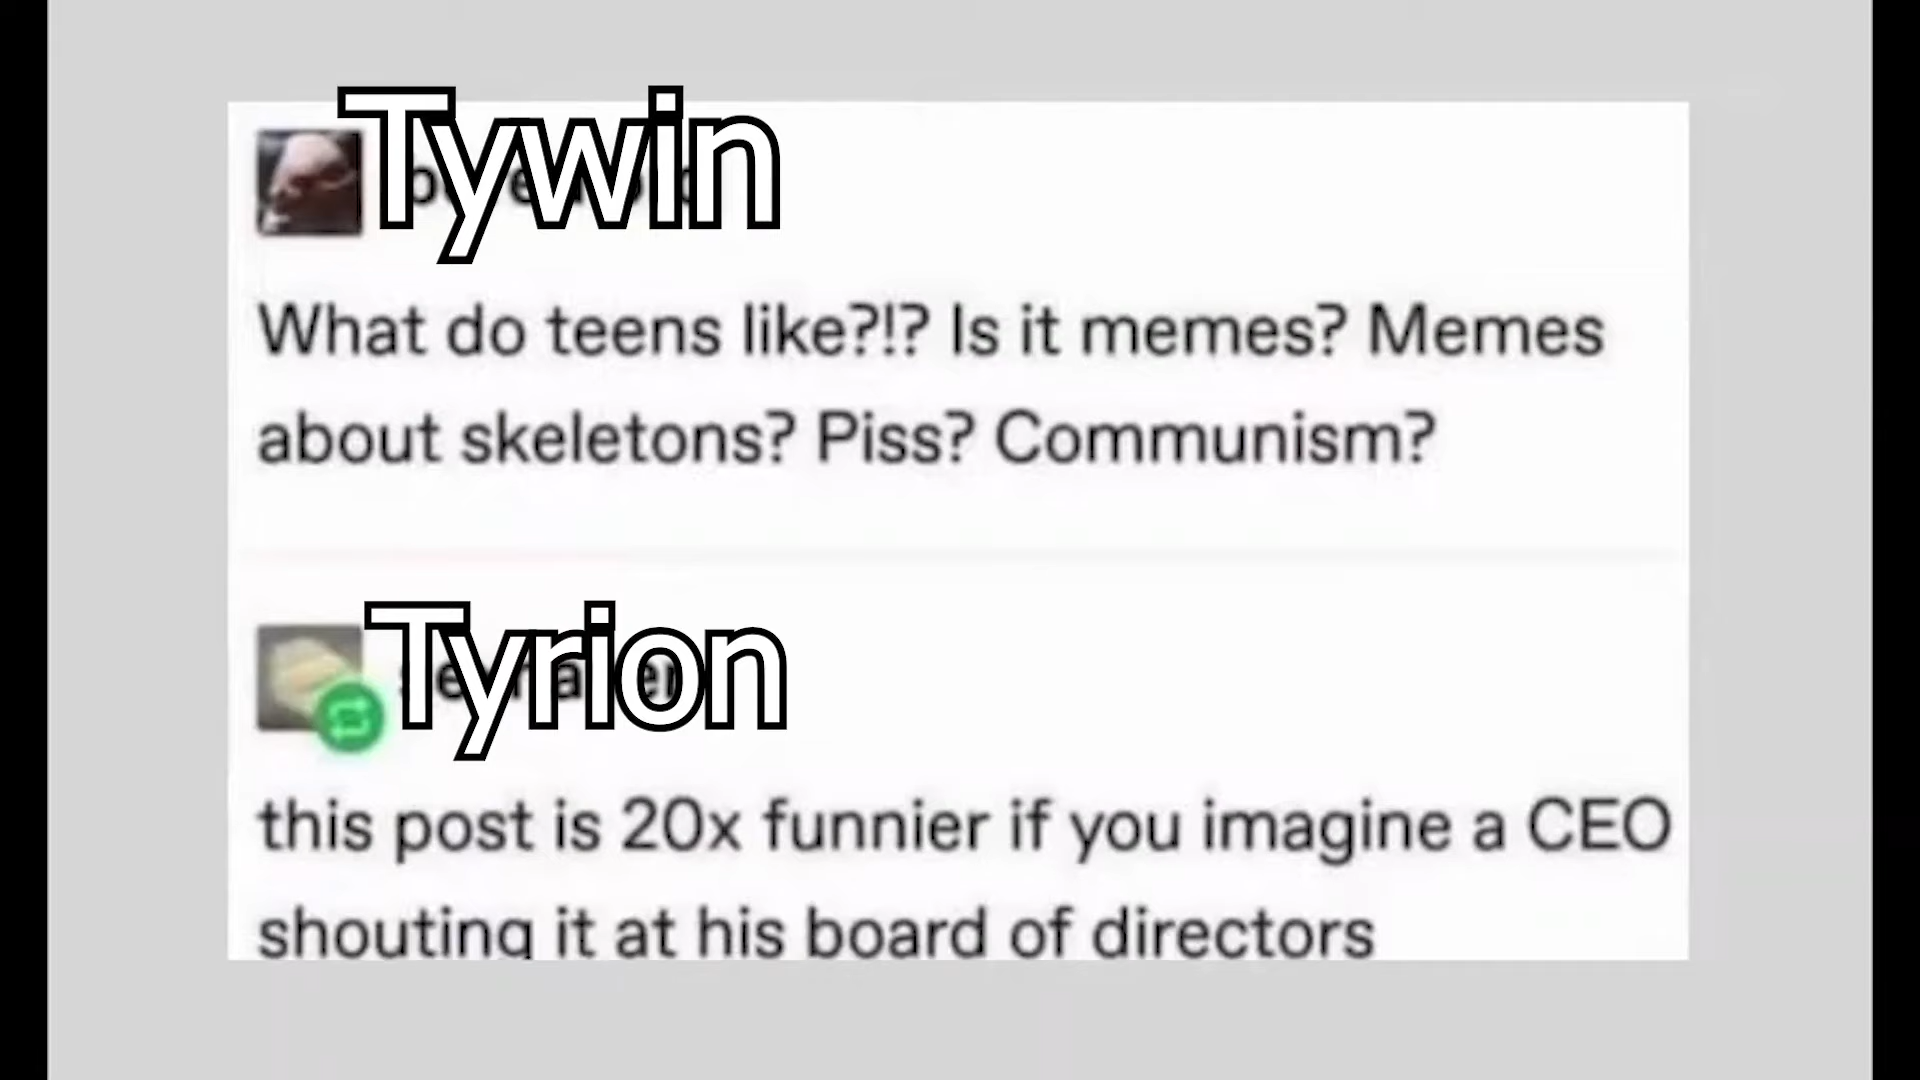 Tywin
What do teens like?!? Is it memes? Memes
about skeletons? Piss? Communism?
Tyrion
this post is 20x funnier if you imagine a CEO
shouting it at his board of directors